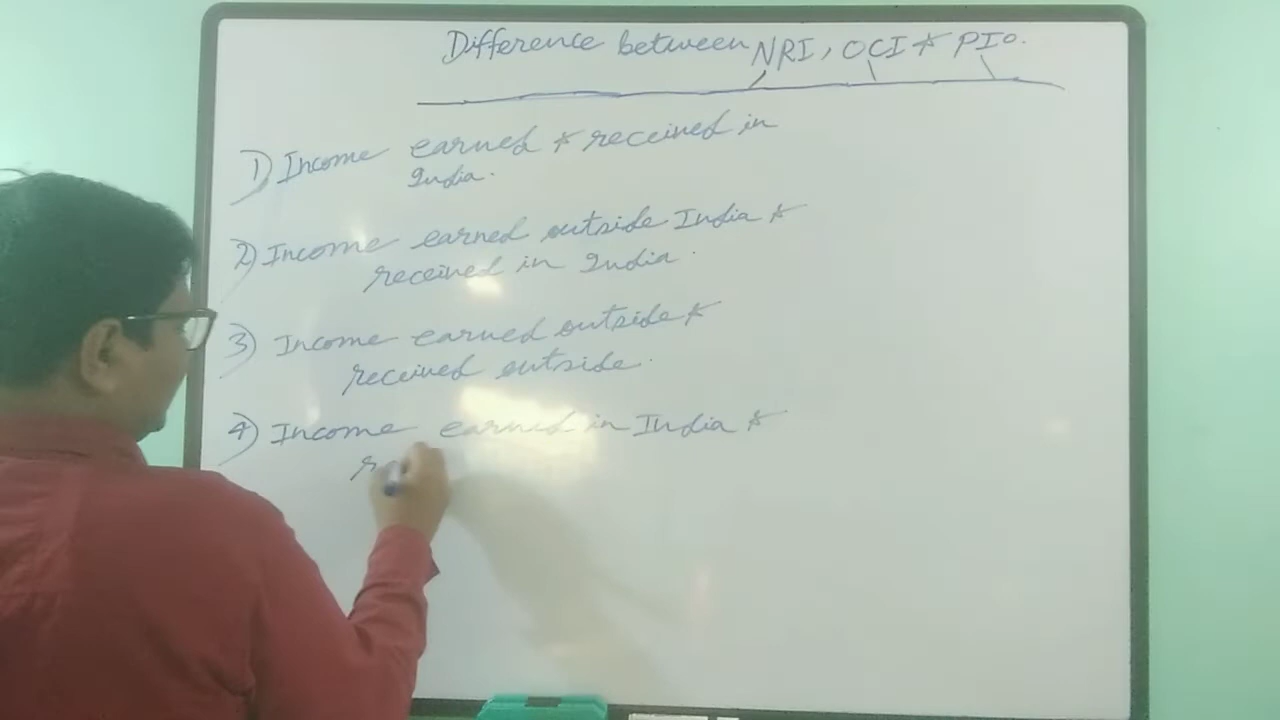 Difference between NRI, OCI & PIO.
1) Income earned & received in
India.
2) Income earned outside India &
received in India.
3) Income earned outside &
received outside.
4) Income earned in India &
r